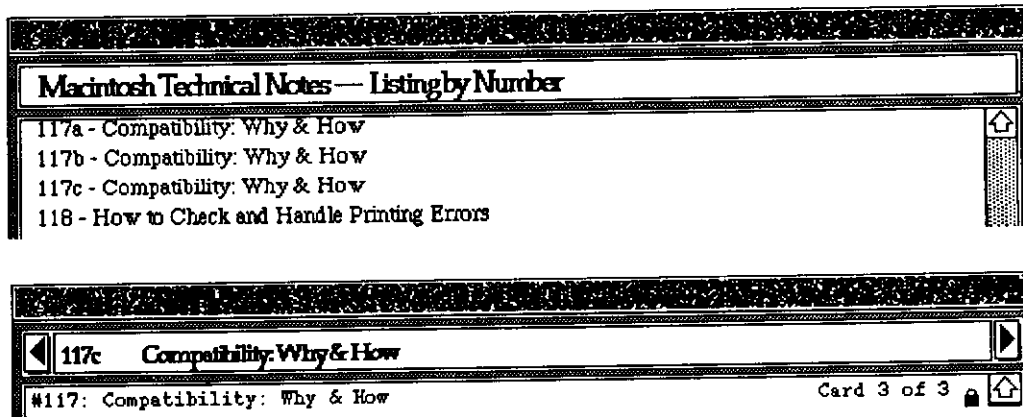 Macintosh Technical Notes — Listing by Number
117a - Compatibility: Why & How
117b - Compatibility: Why & How
117c - Compatibility: Why & How
118 - How to Check and Handle Printing Errors
117c Compatibility: Why & How
#117: Compatibility: Why & How Card 3 of 3